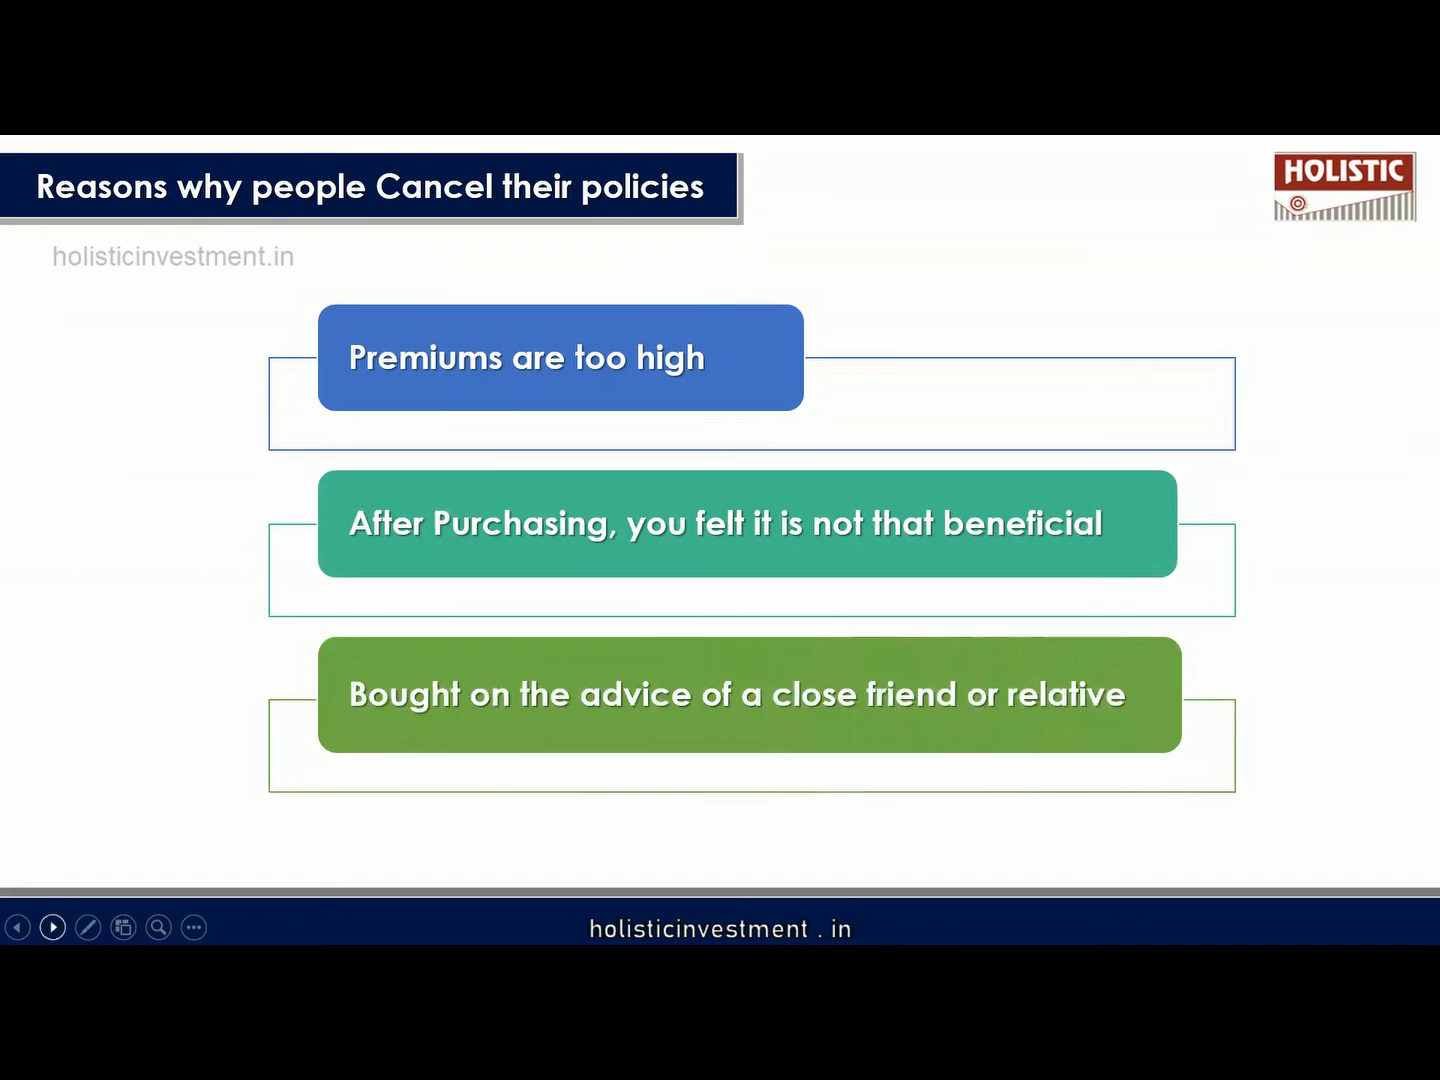 Reasons why people Cancel their policies
HOLISTIC
holisticinvestment.in
Premiums are too high
After Purchasing, you felt it is not that beneficial
Bought on the advice of a close friend or relative
holisticinvestment . in